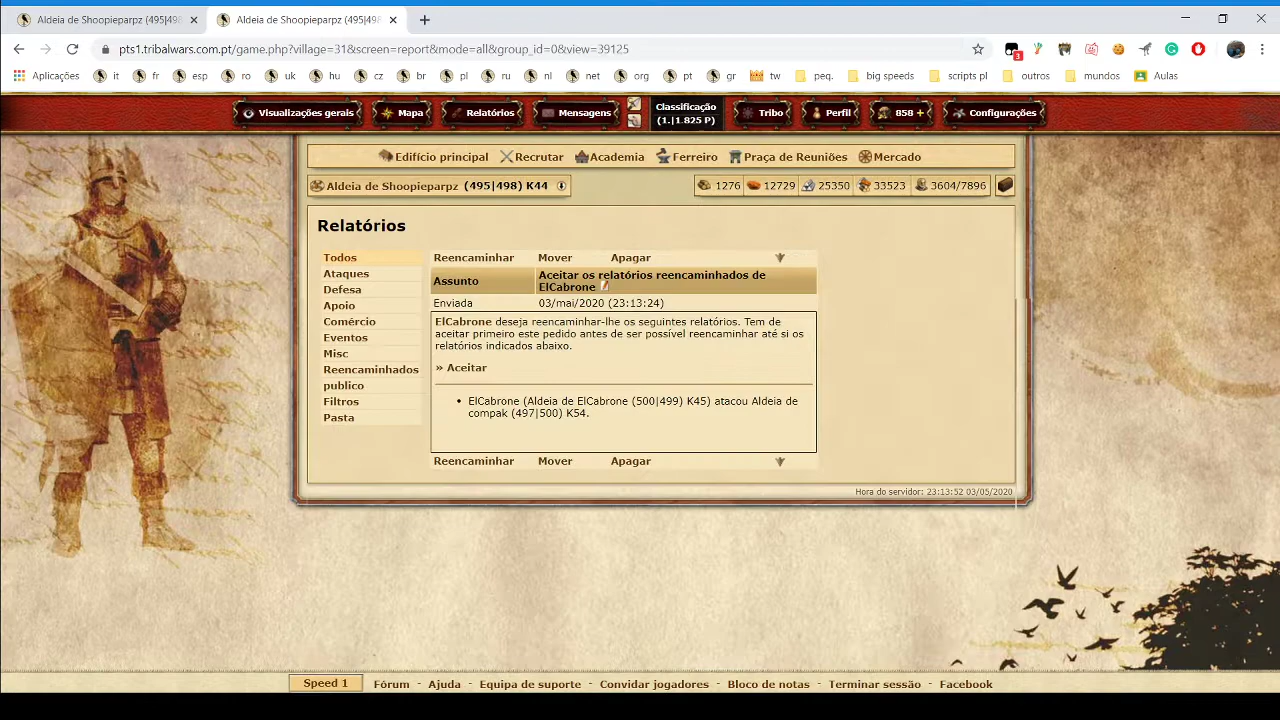 Aldeia de Shoopieparpz (495|498
Aldeia de Shoopieparpz (495|498
pts1.tribalwars.com.pt/game.php?village=31&screen=report&mode=all&group_id=0&view=39125
3
Aplicações it fr esp ro uk hu cz br pl ru nl net org pt gr tw peq. big speeds scripts pl outros mundos Aulas
Visualizações gerais Mapa Relatórios Mensagens Classificação (1.|1.825 P) Tribo Perfil 858 + Configurações
Edifício principal Recrutar Academia Ferreiro Praça de Reuniões Mercado
Aldeia de Shoopieparpz (495|498) K44 1276 12729 25350 33523 3604/7896
Relatórios
Todos
Ataques
Defesa
Apoio
Comércio
Eventos
Misc
Reencaminhados
publico
Filtros
Pasta
Reencaminhar Mover Apagar
Assunto Aceitar os relatórios reencaminhados de
ElCabrone
Enviada 03/mai/2020 (23:13:24)
ElCabrone deseja reencaminhar-lhe os seguintes relatórios. Tem de
aceitar primeiro este pedido antes de ser possível reencaminhar até si os
relatórios indicados abaixo.
» Aceitar
• ElCabrone (Aldeia de ElCabrone (500|499) K45) atacou Aldeia de
compak (497|500) K54.
Reencaminhar Mover Apagar
Hora do servidor: 23:13:52 03/05/2020
Speed 1 Fórum - Ajuda - Equipa de suporte - Convidar jogadores - Bloco de notas - Terminar sessão - Facebook